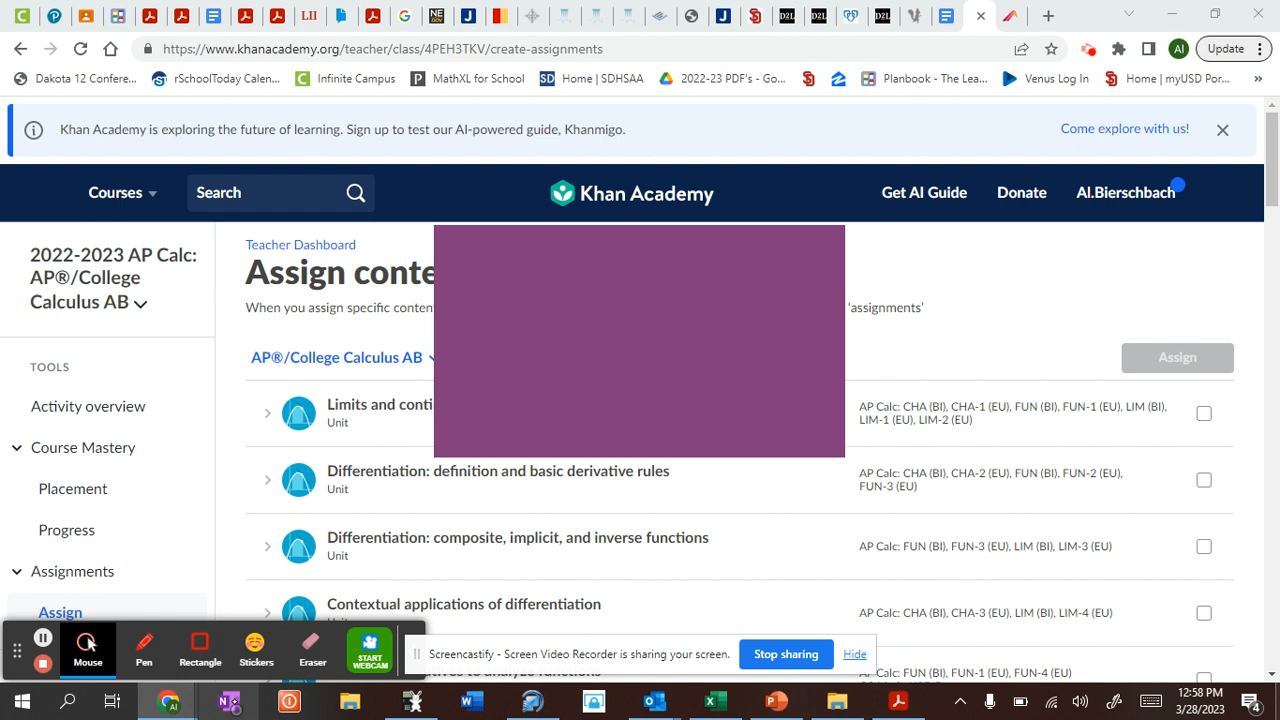 LII
NE
GOV
J
D2L
D2L
J
D2L
https://www.khanacademy.org/teacher/class/4PEH3TKV/create-assignments
AI
Update
Dakota 12 Confere...
rSchoolToday Calen...
Infinite Campus
MathXL for School
SD
Home | SDHSAA
2022-23 PDF's - Go...
Planbook - The Lea...
Venus Log In
Home | myUSD Por...
»
Khan Academy is exploring the future of learning. Sign up to test our AI-powered guide, Khanmigo.
Come explore with us!
Courses
Search
Khan Academy
Get AI Guide
Donate
Al.Bierschbach
2022-2023 AP Calc:
AP®/College
Calculus AB
TOOLS
Activity overview
Course Mastery
Placement
Progress
Assignments
Assign
Teacher Dashboard
Assign conte
When you assign specific conten
'assignments'
AP®/College Calculus AB
Assign
Limits and conti
Unit
AP Calc: CHA (BI), CHA-1 (EU), FUN (BI), FUN-1 (EU), LIM (BI),
LIM-1 (EU), LIM-2 (EU)
Differentiation: definition and basic derivative rules
Unit
AP Calc: CHA (BI), CHA-2 (EU), FUN (BI), FUN-2 (EU),
FUN-3 (EU)
Differentiation: composite, implicit, and inverse functions
Unit
AP Calc: FUN (BI), FUN-3 (EU), LIM (BI), LIM-3 (EU)
Contextual applications of differentiation
AP Calc: CHA (BI), CHA-3 (EU), LIM (BI), LIM-4 (EU)
FUN (BI), FUN-1 (EU), FUN-4 (EU)
Mouse
Pen
Rectangle
Stickers
Eraser
START
WEBCAM
Screencastify - Screen Video Recorder is sharing your screen.
Stop sharing
Hide
12:58 PM
3/28/2023
4